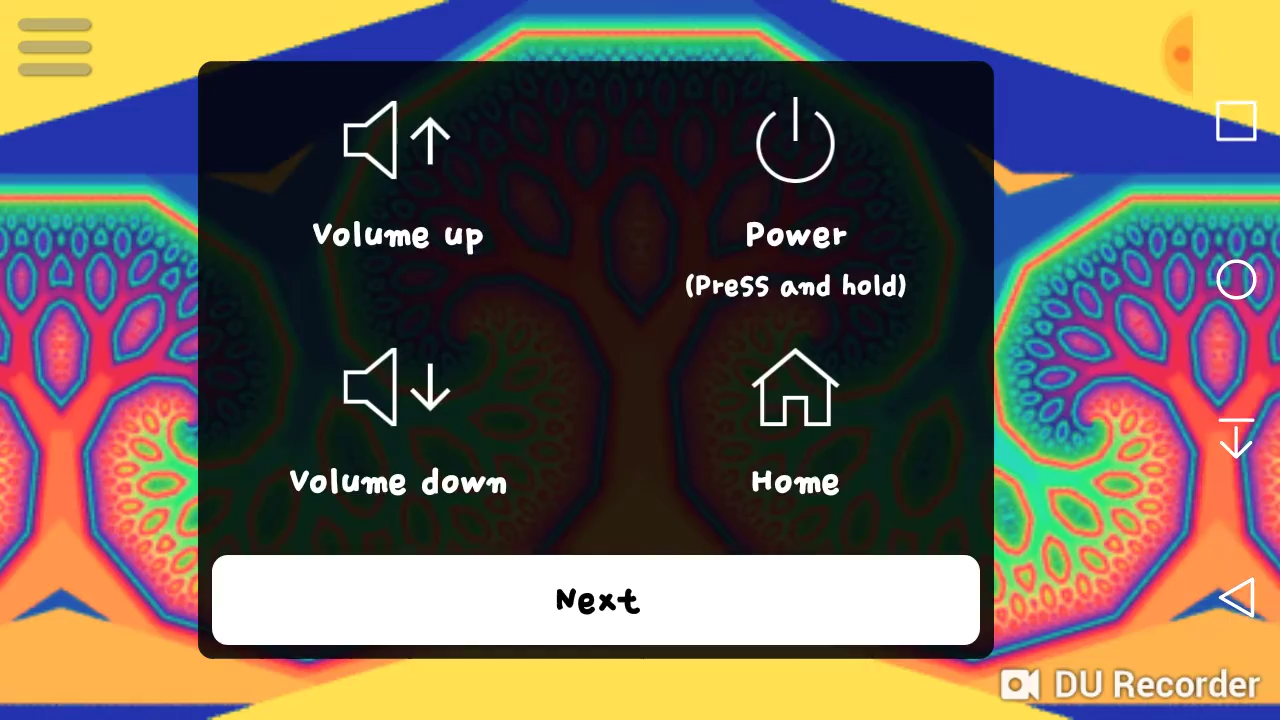 Volume up
Power
(Press and hold)
Volume down
Home
Next
DU Recorder